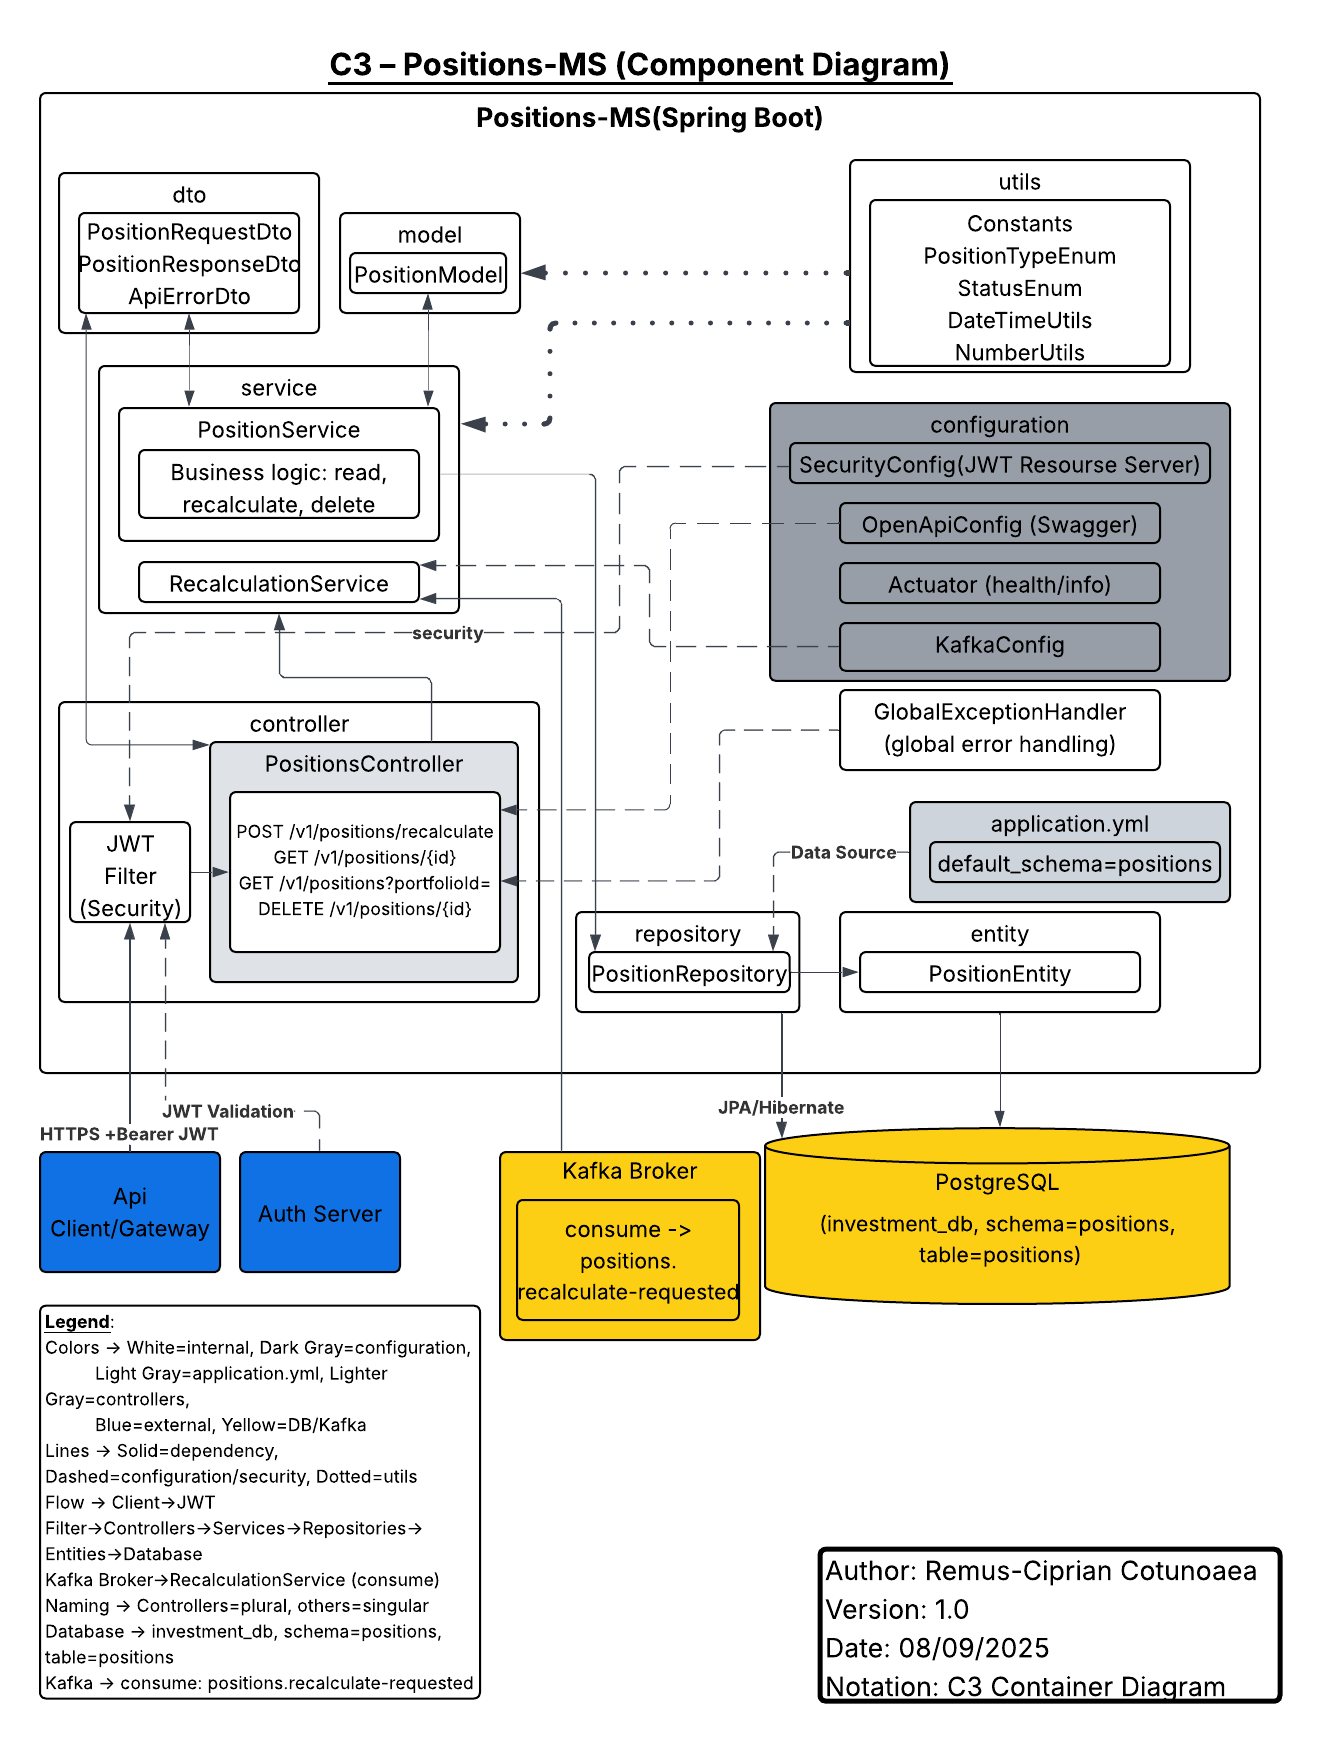 C3 – Positions-MS (Component Diagram)
Positions-MS(Spring Boot)
dto
PositionRequestDto
PositionResponseDto
ApiErrorDto
model
PositionModel
utils
Constants
PositionTypeEnum
StatusEnum
DateTimeUtils
NumberUtils
service
PositionService
Business logic: read,
recalculate, delete
RecalculationService
configuration
SecurityConfig(JWT Resourse Server)
OpenApiConfig (Swagger)
Actuator (health/info)
KafkaConfig
security
GlobalExceptionHandler
(global error handling)
controller
PositionsController
POST /v1/positions/recalculate
GET /v1/positions/{id}
GET /v1/positions?portfolioId=
DELETE /v1/positions/{id}
JWT
Filter
(Security)
application.yml
default_schema=positions
Data Source
repository
PositionRepository
entity
PositionEntity
JWT Validation
HTTPS +Bearer JWT
JPA/Hibernate
Api
Client/Gateway
Auth Server
Kafka Broker
consume ->
positions.
recalculate-requested
PostgreSQL
(investment_db, schema=positions,
table=positions)
Legend:
Colors → White=internal, Dark Gray=configuration,
Light Gray=application.yml, Lighter
Gray=controllers,
Blue=external, Yellow=DB/Kafka
Lines → Solid=dependency,
Dashed=configuration/security, Dotted=utils
Flow → Client→JWT
Filter→Controllers→Services→Repositories→
Entities→Database
Kafka Broker→RecalculationService (consume)
Naming → Controllers=plural, others=singular
Database → investment_db, schema=positions,
table=positions
Kafka → consume: positions.recalculate-requested
Author: Remus-Ciprian Cotunoaea
Version: 1.0
Date: 08/09/2025
Notation: C3 Container Diagram